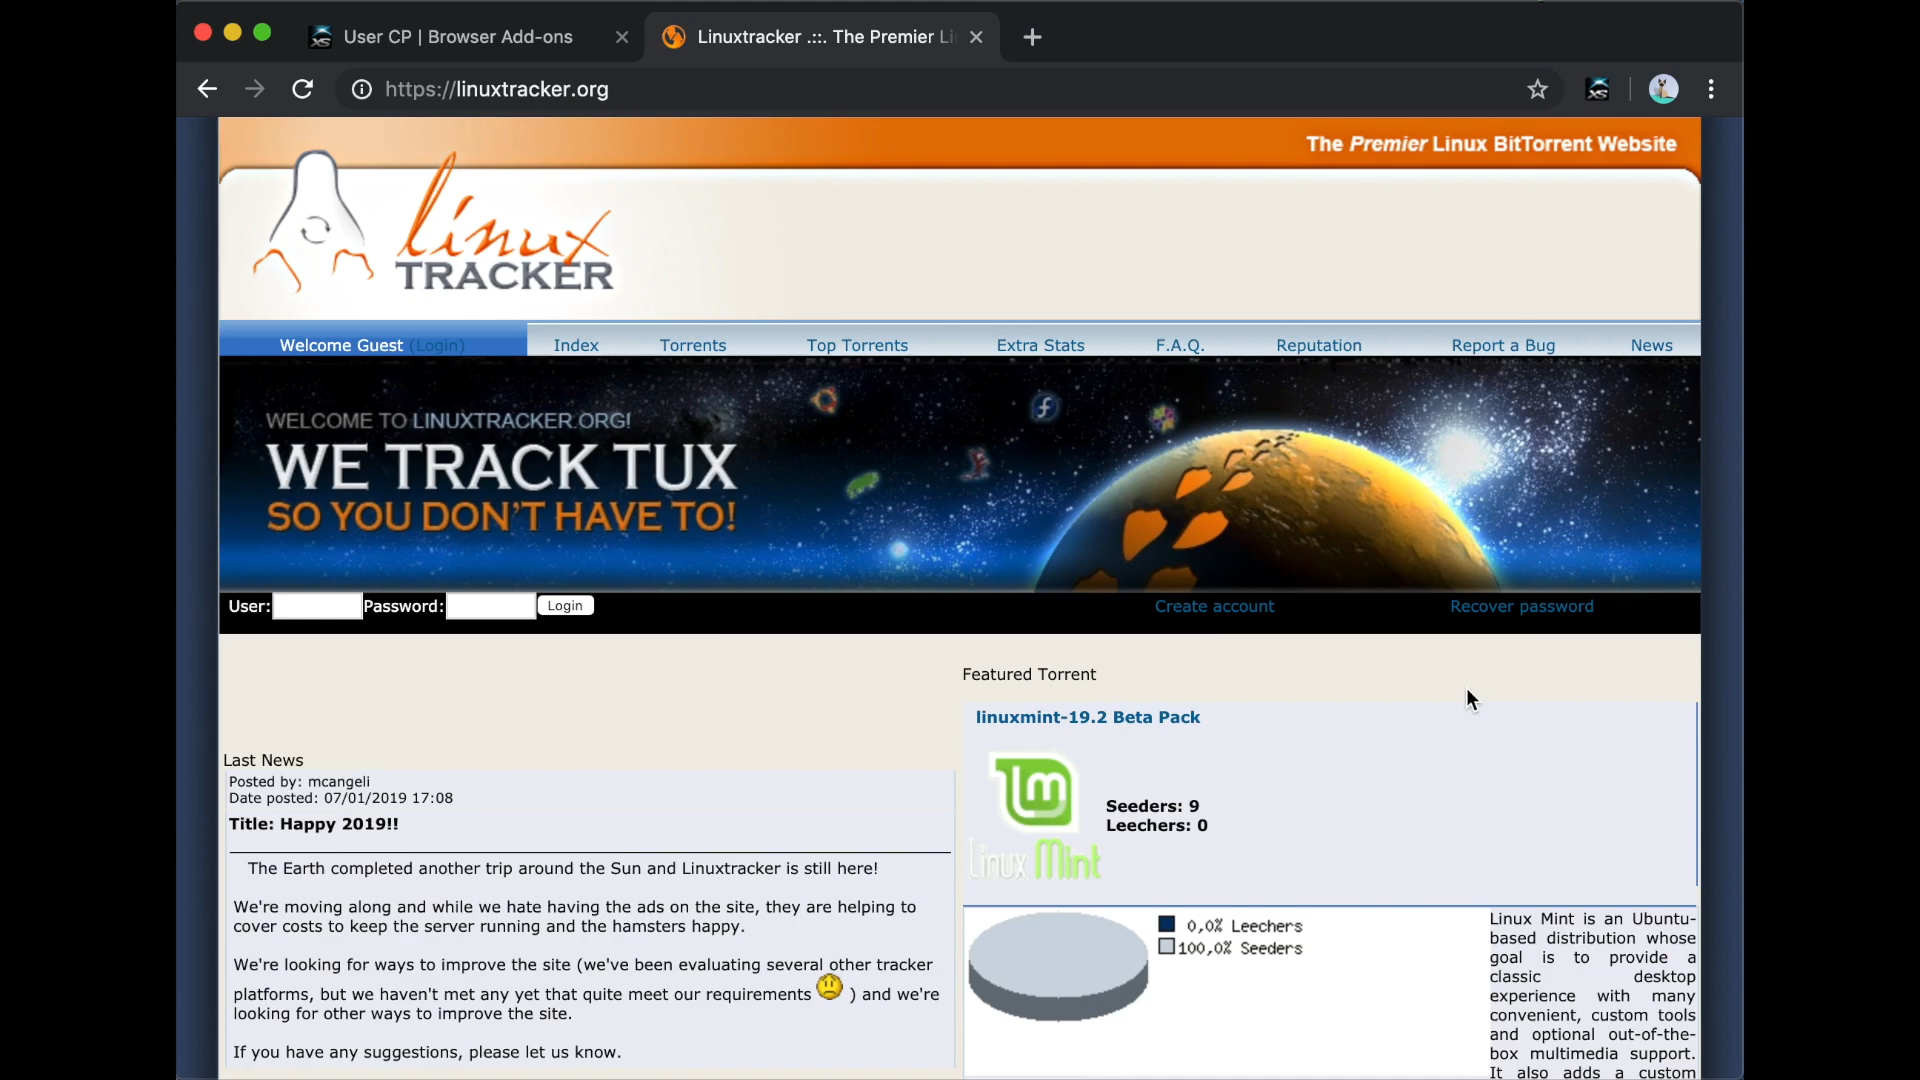 User CP | Browser Add-ons
Linuxtracker .::. The Premier Li
https://linuxtracker.org
The Premier Linux BitTorrent Website
linux
TRACKER
Welcome Guest (Login)
Index
Torrents
Top Torrents
Extra Stats
F.A.Q.
Reputation
Report a Bug
News
WELCOME TO LINUXTRACKER.ORG!
WE TRACK TUX
SO YOU DON'T HAVE TO!
User:
Password:
Login
Create account
Recover password
Last News
Posted by: mcangeli
Date posted: 07/01/2019 17:08
Title: Happy 2019!!
The Earth completed another trip around the Sun and Linuxtracker is still here!
We're moving along and while we hate having the ads on the site, they are helping to
cover costs to keep the server running and the hamsters happy.
We're looking for ways to improve the site (we've been evaluating several other tracker
platforms, but we haven't met any yet that quite meet our requirements ) and we're
looking for other ways to improve the site.
If you have any suggestions, please let us know.
Featured Torrent
linuxmint-19.2 Beta Pack
Linux Mint
Seeders: 9
Leechers: 0
0,0% Leechers
100,0% Seeders
Linux Mint is an Ubuntu-
based distribution whose
goal is to provide a
classic desktop
experience with many
convenient, custom tools
and optional out-of-the-
box multimedia support.
It also adds a custom